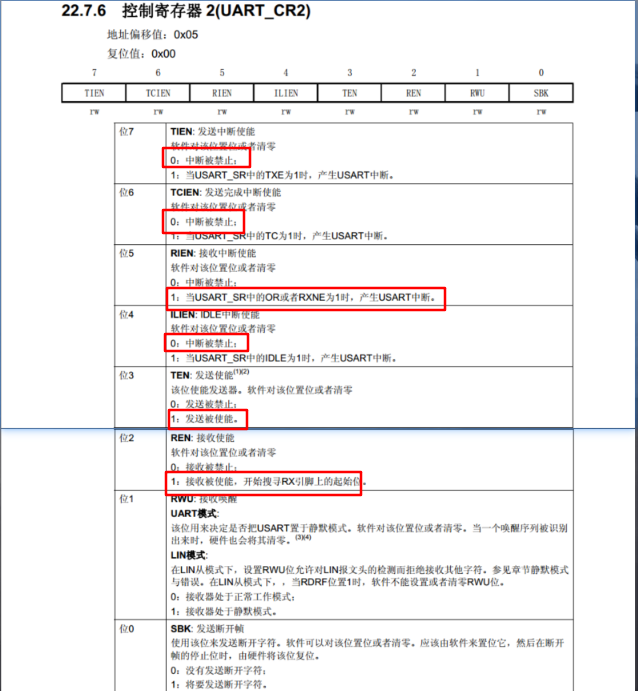 22.7.6 控制寄存器 2(UART_CR2)
地址偏移值：0x05
复位值：0x00
7 6 5 4 3 2 1 0
TIEN TCIEN RIEN ILIEN TEN REN RWU SBK
rw rw rw rw rw rw rw rw
位7 TIEN: 发送中断使能
软件对该位置位或者清零
0：中断被禁止；
1：当USART_SR中的TXE为1时，产生USART中断。
位6 TCIEN: 发送完成中断使能
软件对该位置位或者清零
0：中断被禁止；
1：当USART_SR中的TC为1时，产生USART中断。
位5 RIEN: 接收中断使能
软件对该位置位或者清零
0：中断被禁止；
1：当USART_SR中的OR或者RXNE为1时，产生USART中断。
位4 ILIEN: IDLE中断使能
软件对该位置位或者清零
0：中断被禁止；
1：当USART_SR中的IDLE为1时，产生USART中断。
位3 TEN: 发送使能(1)(2)
该位使能发送器。软件对该位置位或者清零
0：发送被禁止；
1：发送被使能。
位2 REN: 接收使能
软件对该位置位或者清零
0：接收被禁止；
1：接收被使能，开始搜寻RX引脚上的起始位。
位1 RWU: 接收唤醒
UART模式:
该位用来决定是否把USART置于静默模式。软件对该位置位或者清零。当一个唤醒序列被识别
出来时，硬件也会将其清零。(3)(4)
LIN模式:
在LIN从模式下，设置RWU位允许对LIN报文头的检测而拒绝接收其他字符。参见章节静默模式
与错误。在LIN从模式下，，当RDRF位置1时，软件不能设置或者清零RWU位。
0：接收器处于正常工作模式；
1：接收器处于静默模式。
位0 SBK: 发送断开帧
使用该位来发送断开字符。软件可以对该位置位或者清零。应该由软件来置位它，然后在断开
帧的停止位时，由硬件将该位复位。
0：没有发送断开字符；
1：将要发送断开字符。